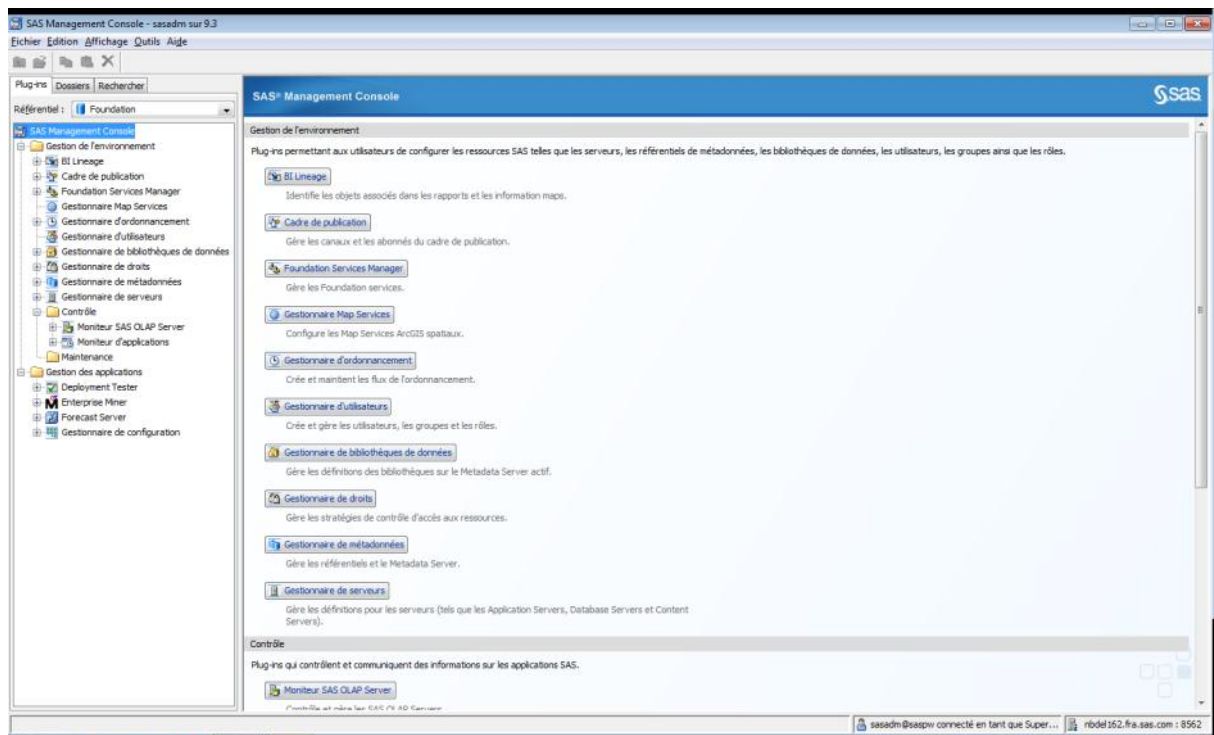 SAS Management Console - sasadm sur 9.3
Fichier Edition Affichage Outils Aide
Plug-ins Dossiers Rechercher
Référentiel : Foundation
SAS Management Console
Gestion de l'environnement
BI Lineage
Cadre de publication
Foundation Services Manager
Gestionnaire Map Services
Gestionnaire d'ordonnancement
Gestionnaire d'utilisateurs
Gestionnaire de bibliothèques de données
Gestionnaire de droits
Gestionnaire de métadonnées
Gestionnaire de serveurs
Contrôle
Moniteur SAS OLAP Server
Moniteur d'applications
Maintenance
Gestion des applications
Deployment Tester
Enterprise Miner
Forecast Server
Gestionnaire de configuration
SAS® Management Console
sas
Gestion de l'environnement
Plug-ins permettant aux utilisateurs de configurer les ressources SAS telles que les serveurs, les référentiels de métadonnées, les bibliothèques de données, les utilisateurs, les groupes ainsi que les rôles.
BI Lineage
Identifie les objets associés dans les rapports et les information maps.
Cadre de publication
Gère les canaux et les abonnés du cadre de publication.
Foundation Services Manager
Gère les Foundation services.
Gestionnaire Map Services
Configure les Map Services ArcGIS spatiaux.
Gestionnaire d'ordonnancement
Crée et maintient les flux de l'ordonnancement.
Gestionnaire d'utilisateurs
Crée et gère les utilisateurs, les groupes et les rôles.
Gestionnaire de bibliothèques de données
Gère les définitions des bibliothèques sur le Metadata Server actif.
Gestionnaire de droits
Gère les stratégies de contrôle d'accès aux ressources.
Gestionnaire de métadonnées
Gère les référentiels et le Metadata Server.
Gestionnaire de serveurs
Gère les définitions pour les serveurs (tels que les Application Servers, Database Servers et Content
Servers).
Contrôle
Plug-ins qui contrôlent et communiquent des informations sur les applications SAS.
Moniteur SAS OLAP Server
Contrôle et gère les SAS OLAP Servers
sasadm@saspw connecté en tant que Super... nbdel162.fra.sas.com : 8562